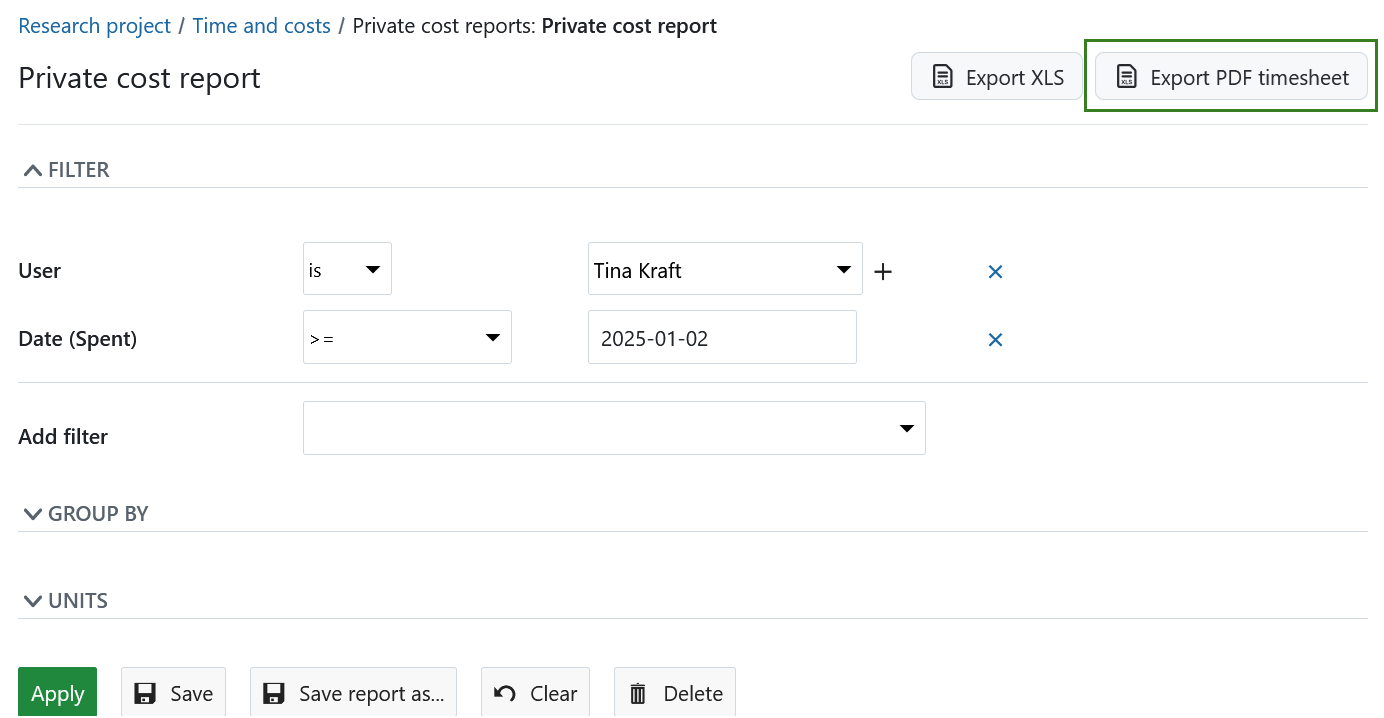 Research project / Time and costs / Private cost reports: Private cost report
Private cost report
Export XLS
Export PDF timesheet
FILTER
User
is
Tina Kraft
Date (Spent)
>=
2025-01-02
Add filter
GROUP BY
UNITS
Apply
Save
Save report as...
Clear
Delete